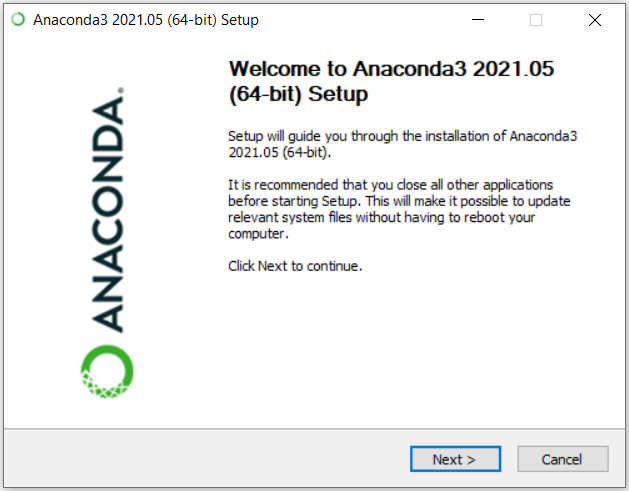 Anaconda3 2021.05 (64-bit) Setup
ANACONDA.
Welcome to Anaconda3 2021.05
(64-bit) Setup
Setup will guide you through the installation of Anaconda3
2021.05 (64-bit).
It is recommended that you close all other applications
before starting Setup. This will make it possible to update
relevant system files without having to reboot your
computer.
Click Next to continue.
Next >
Cancel